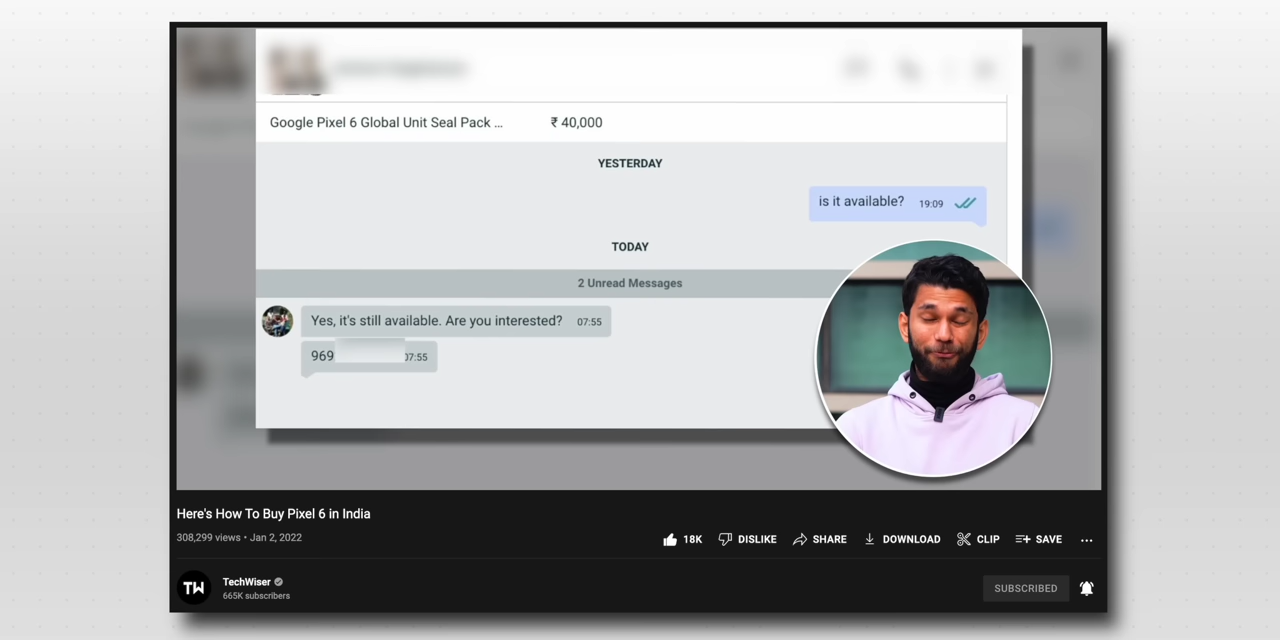 Google Pixel 6 Global Unit Seal Pack ... ₹ 40,000
YESTERDAY
is it available? 19:09
TODAY
2 Unread Messages
Yes, it's still available. Are you interested? 07:55
969 07:55
Here's How To Buy Pixel 6 in India
308,299 views • Jan 2, 2022
18K DISLIKE SHARE DOWNLOAD CLIP SAVE ...
TW TechWiser
665K subscribers
SUBSCRIBED